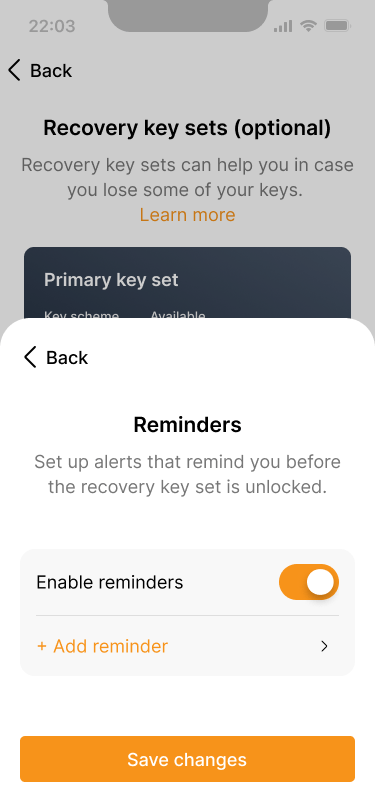 22:03
Back
Recovery key sets (optional)
Recovery key sets can help you in case
you lose some of your keys.
Learn more
Primary key set
Key scheme Available
Back
Reminders
Set up alerts that remind you before
the recovery key set is unlocked.
Enable reminders
+ Add reminder
Save changes